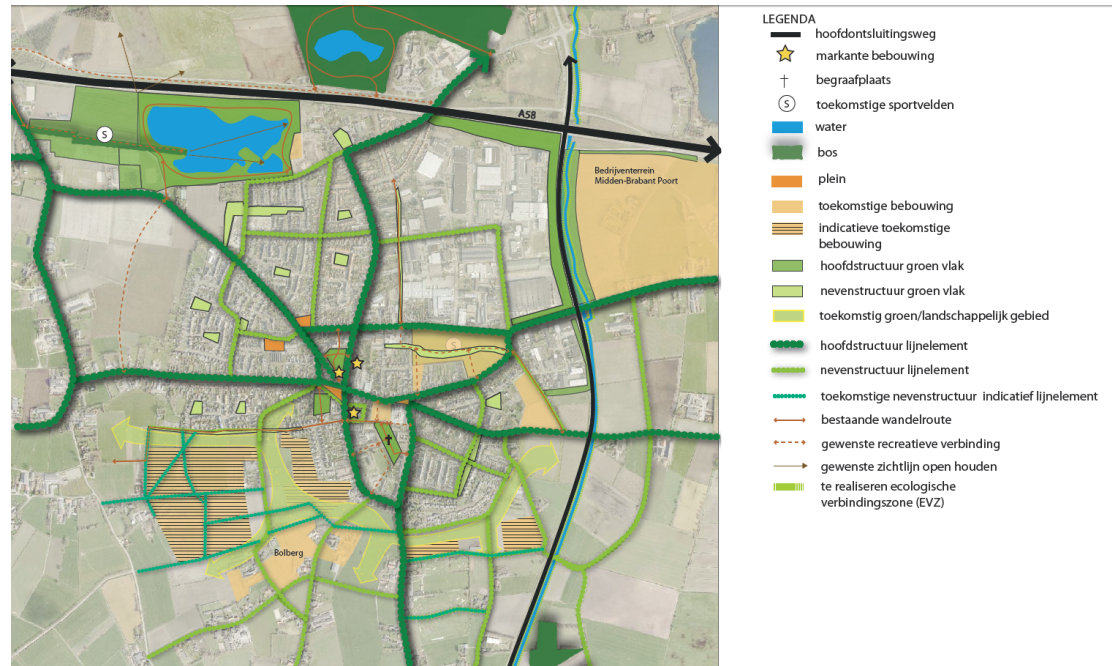 LEGENDA
hoofdontsluitingsweg
markante bebouwing
begraafplaats
S
toekomstige sportvelden
water
bos
plein
toekomstige bebouwing
indicatieve toekomstige
bebouwing
hoofdstructuur groen vlak
nevenstructuur groen vlak
toekomstig groen/landschappelijk gebied
hoofdstructuur lijnelement
nevenstructuur lijnelement
toekomstige nevenstructuur indicatief lijnelement
bestaande wandelroute
gewenste recreatieve verbinding
gewenste zichtlijn open houden
te realiseren ecologische
verbindingszone (EVZ)
A58
S
Bedrijventerrein
Midden-Brabant Poort
S
Bolberg